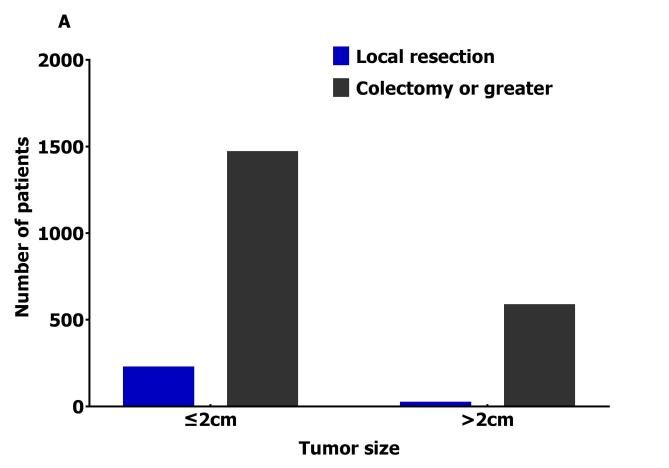 A
Local resection
Colectomy or greater
Number of patients
2000
1500
1000
500
0
≤2cm >2cm
Tumor size